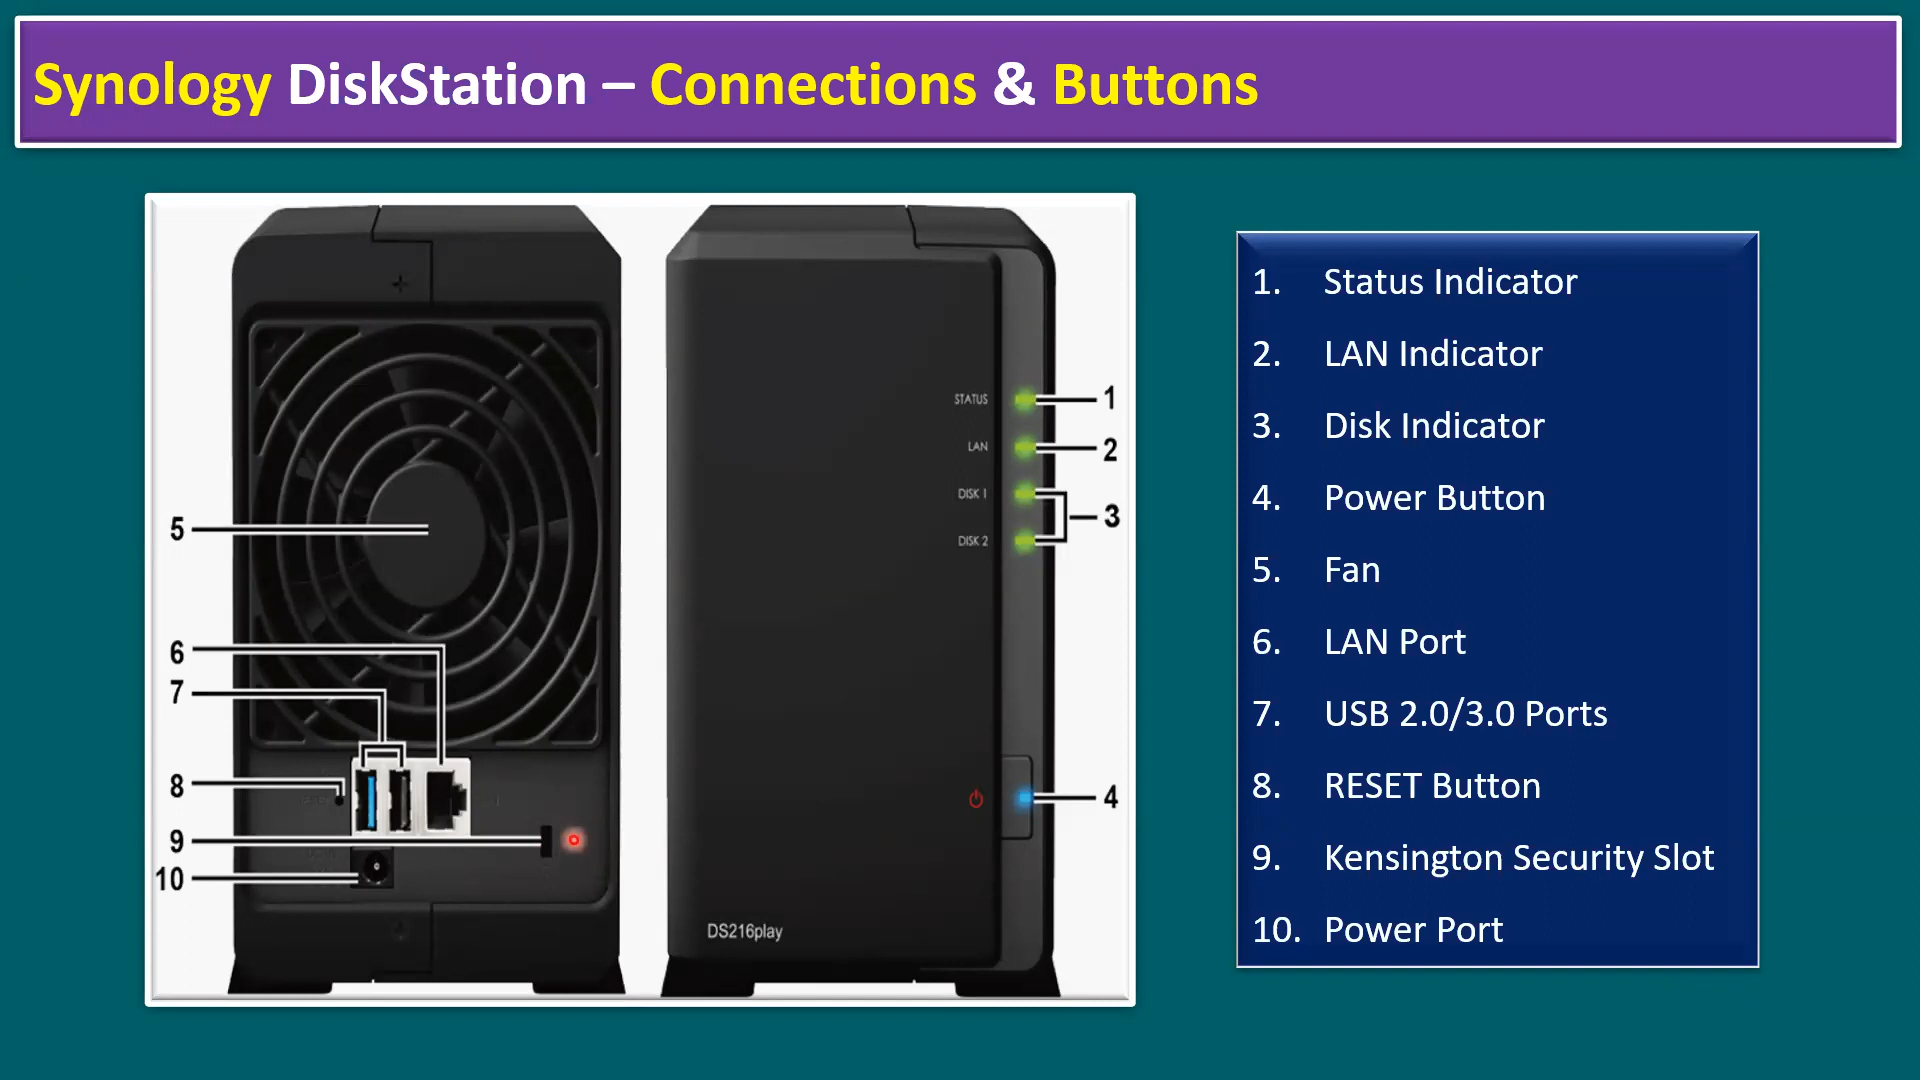 Synology DiskStation – Connections & Buttons
5
6
7
8
9
10
STATUS
1
LAN
2
DISK 1
3
DISK 2
4
DS216play
1. Status Indicator
2. LAN Indicator
3. Disk Indicator
4. Power Button
5. Fan
6. LAN Port
7. USB 2.0/3.0 Ports
8. RESET Button
9. Kensington Security Slot
10. Power Port